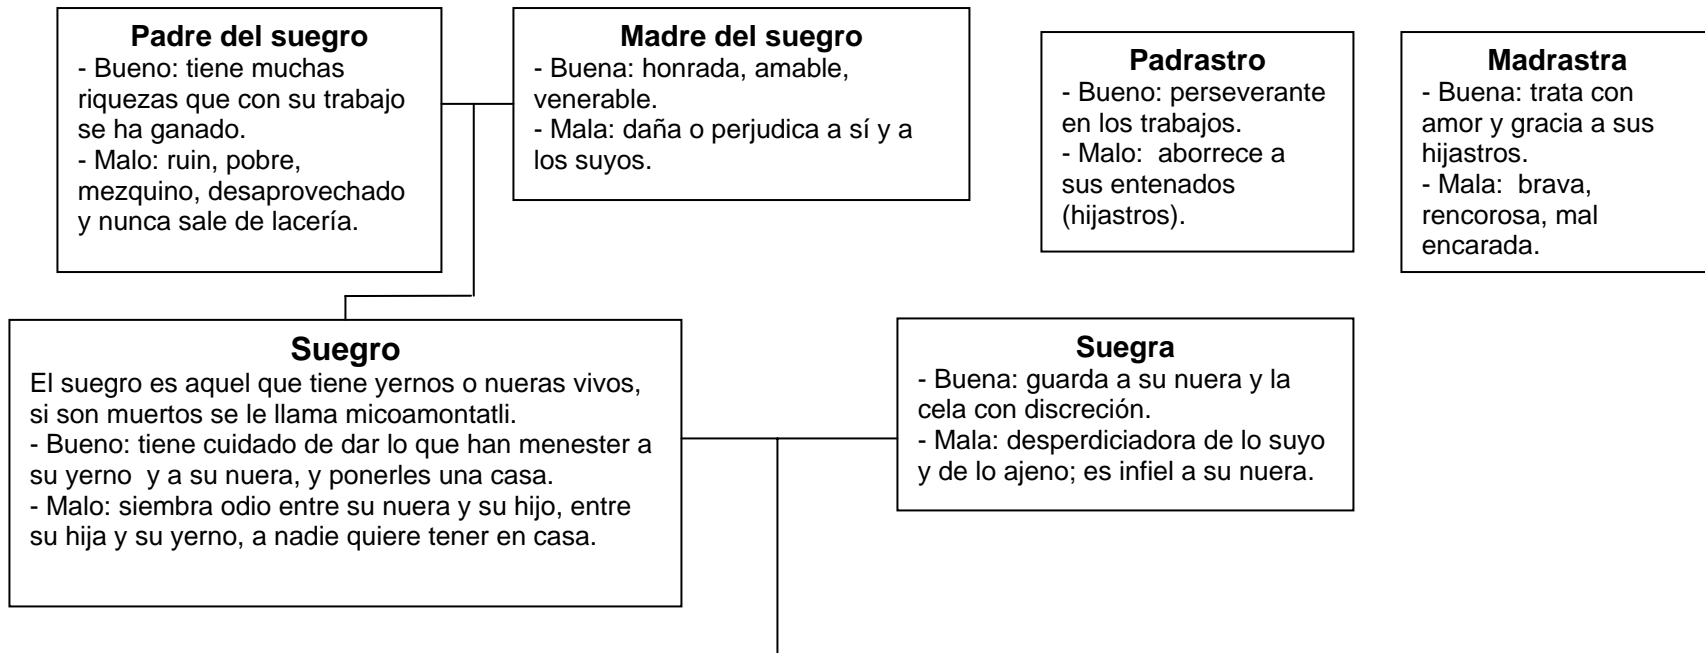 Padre del suegro
- Bueno: tiene muchas
riquezas que con su trabajo
se ha ganado.
- Malo: ruin, pobre,
mezquino, desaprovechado
y nunca sale de lacería.
Madre del suegro
- Buena: honrada, amable,
venerable.
- Mala: daña o perjudica a sí y a
los suyos.
Padrastro
- Bueno: perseverante
en los trabajos.
- Malo:  aborrece a
sus entenados
(hijastros).
Madrastra
- Buena: trata con
amor y gracia a sus
hijastros.
- Mala:  brava,
rencorosa, mal
encarada.
Suegro
El suegro es aquel que tiene yernos o nueras vivos,
si son muertos se le llama micoamontatli.
- Bueno: tiene cuidado de dar lo que han menester a
su yerno  y a su nuera, y ponerles una casa.
- Malo: siembra odio entre su nuera y su hijo, entre
su hija y su yerno, a nadie quiere tener en casa.
Suegra
- Buena: guarda a su nuera y la
cela con discreción.
- Mala: desperdiciadora de lo suyo
y de lo ajeno; es infiel a su nuera.